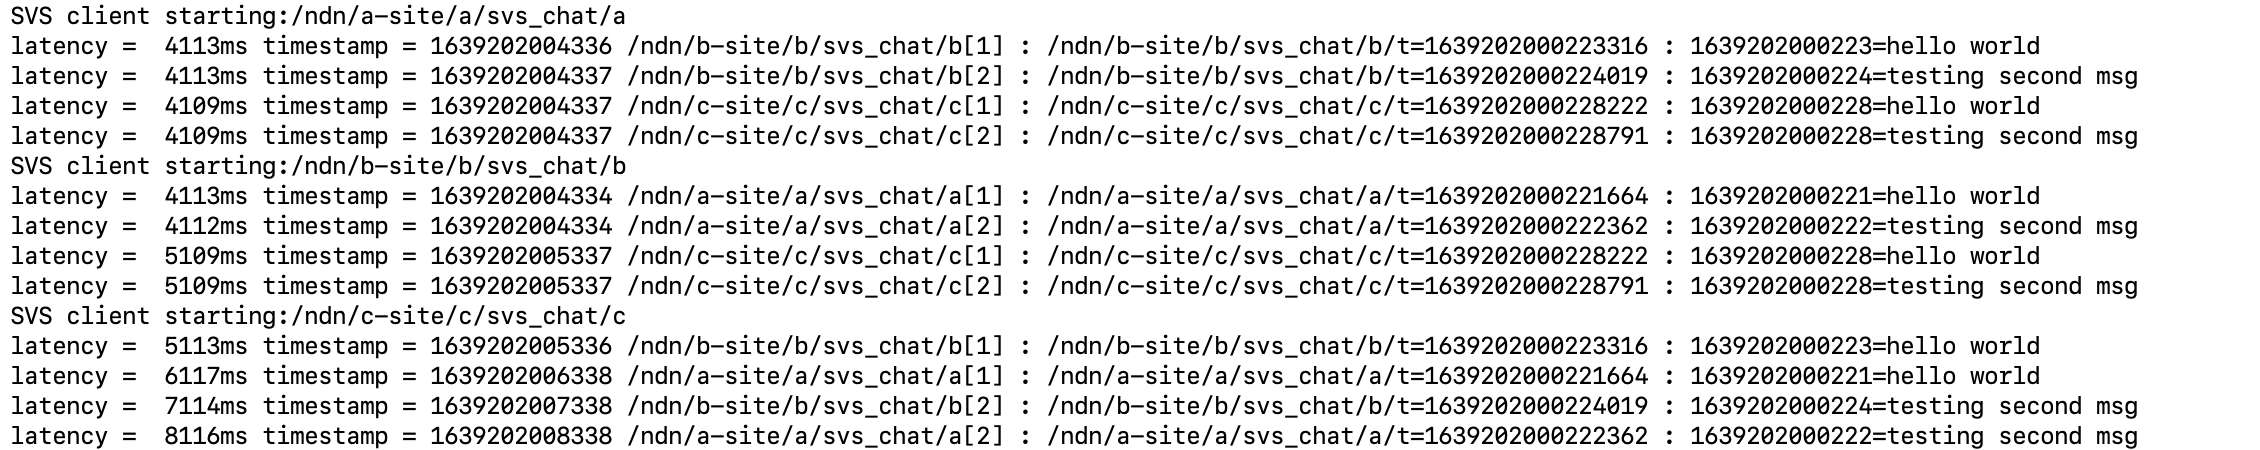 SVS client starting:/ndn/a-site/a/svs_chat/a
latency =  4113ms timestamp = 1639202004336 /ndn/b-site/b/svs_chat/b[1] : /ndn/b-site/b/svs_chat/b/t=1639202000223316 : 1639202000223=hello world
latency =  4113ms timestamp = 1639202004337 /ndn/b-site/b/svs_chat/b[2] : /ndn/b-site/b/svs_chat/b/t=1639202000224019 : 1639202000224=testing second msg
latency =  4109ms timestamp = 1639202004337 /ndn/c-site/c/svs_chat/c[1] : /ndn/c-site/c/svs_chat/c/t=1639202000228222 : 1639202000228=hello world
latency =  4109ms timestamp = 1639202004337 /ndn/c-site/c/svs_chat/c[2] : /ndn/c-site/c/svs_chat/c/t=1639202000228791 : 1639202000228=testing second msg
SVS client starting:/ndn/b-site/b/svs_chat/b
latency =  4113ms timestamp = 1639202004334 /ndn/a-site/a/svs_chat/a[1] : /ndn/a-site/a/svs_chat/a/t=1639202000221664 : 1639202000221=hello world
latency =  4112ms timestamp = 1639202004334 /ndn/a-site/a/svs_chat/a[2] : /ndn/a-site/a/svs_chat/a/t=1639202000222362 : 1639202000222=testing second msg
latency =  5109ms timestamp = 1639202005337 /ndn/c-site/c/svs_chat/c[1] : /ndn/c-site/c/svs_chat/c/t=1639202000228222 : 1639202000228=hello world
latency =  5109ms timestamp = 1639202005337 /ndn/c-site/c/svs_chat/c[2] : /ndn/c-site/c/svs_chat/c/t=1639202000228791 : 1639202000228=testing second msg
SVS client starting:/ndn/c-site/c/svs_chat/c
latency =  5113ms timestamp = 1639202005336 /ndn/b-site/b/svs_chat/b[1] : /ndn/b-site/b/svs_chat/b/t=1639202000223316 : 1639202000223=hello world
latency =  6117ms timestamp = 1639202006338 /ndn/a-site/a/svs_chat/a[1] : /ndn/a-site/a/svs_chat/a/t=1639202000221664 : 1639202000221=hello world
latency =  7114ms timestamp = 1639202007338 /ndn/b-site/b/svs_chat/b[2] : /ndn/b-site/b/svs_chat/b/t=1639202000224019 : 1639202000224=testing second msg
latency =  8116ms timestamp = 1639202008338 /ndn/a-site/a/svs_chat/a[2] : /ndn/a-site/a/svs_chat/a/t=1639202000222362 : 1639202000222=testing second msg